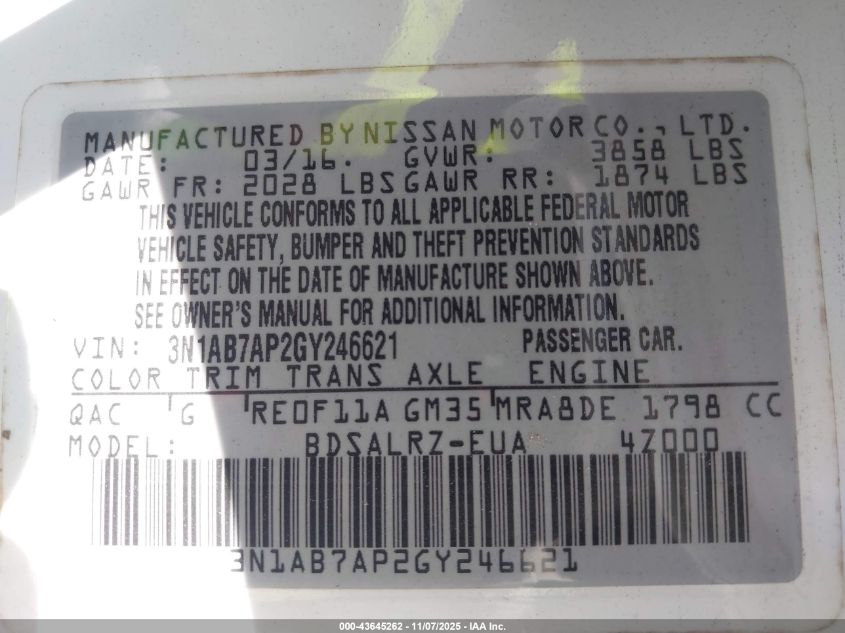 MANUFACTURED BY NISSAN MOTOR CO., LTD.
DATE: 03/16. GVWR: 3858 LBS
GAWR FR: 2028 LBS GAWR RR: 1874 LBS
THIS VEHICLE CONFORMS TO ALL APPLICABLE FEDERAL MOTOR
VEHICLE SAFETY, BUMPER AND THEFT PREVENTION STANDARDS
IN EFFECT ON THE DATE OF MANUFACTURE SHOWN ABOVE.
SEE OWNER'S MANUAL FOR ADDITIONAL INFORMATION.
VIN: 3N1AB7AP2GY246621 PASSENGER CAR.
COLOR TRIM TRANS AXLE ENGINE
QAC G RE0F11A GM35 MRA8DE 1798 CC
MODEL: BDSALRZ-EUA 4Z000
3N1AB7AP2GY246621
000-43645262 - 11/07/2025 - IAA Inc.